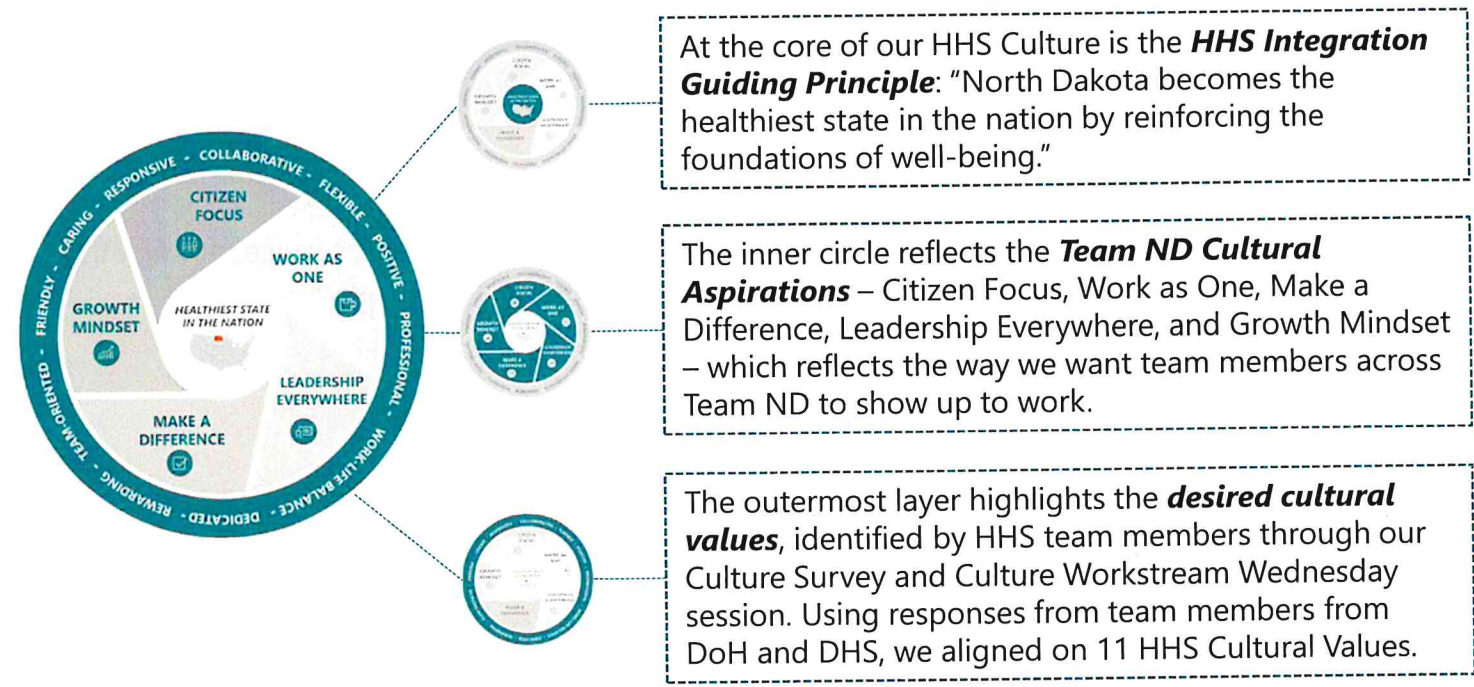 FRIENDLY - CARING - RESPONSIVE - COLLABORATIVE - FLEXIBLE - POSITIVE - PROFESSIONAL - WORK-LIFE BALANCE - DEDICATED - REWARDING - TEAM-ORIENTED -
CITIZEN
FOCUS
WORK AS
ONE
GROWTH
MINDSET
HEALTHIEST STATE
IN THE NATION
LEADERSHIP
EVERYWHERE
MAKE A
DIFFERENCE
At the core of our HHS Culture is the HHS Integration
Guiding Principle: “North Dakota becomes the
healthiest state in the nation by reinforcing the
foundations of well-being.”
The inner circle reflects the Team ND Cultural
Aspirations – Citizen Focus, Work as One, Make a
Difference, Leadership Everywhere, and Growth Mindset
– which reflects the way we want team members across
Team ND to show up to work.
The outermost layer highlights the desired cultural
values, identified by HHS team members through our
Culture Survey and Culture Workstream Wednesday
session. Using responses from team members from
DoH and DHS, we aligned on 11 HHS Cultural Values.